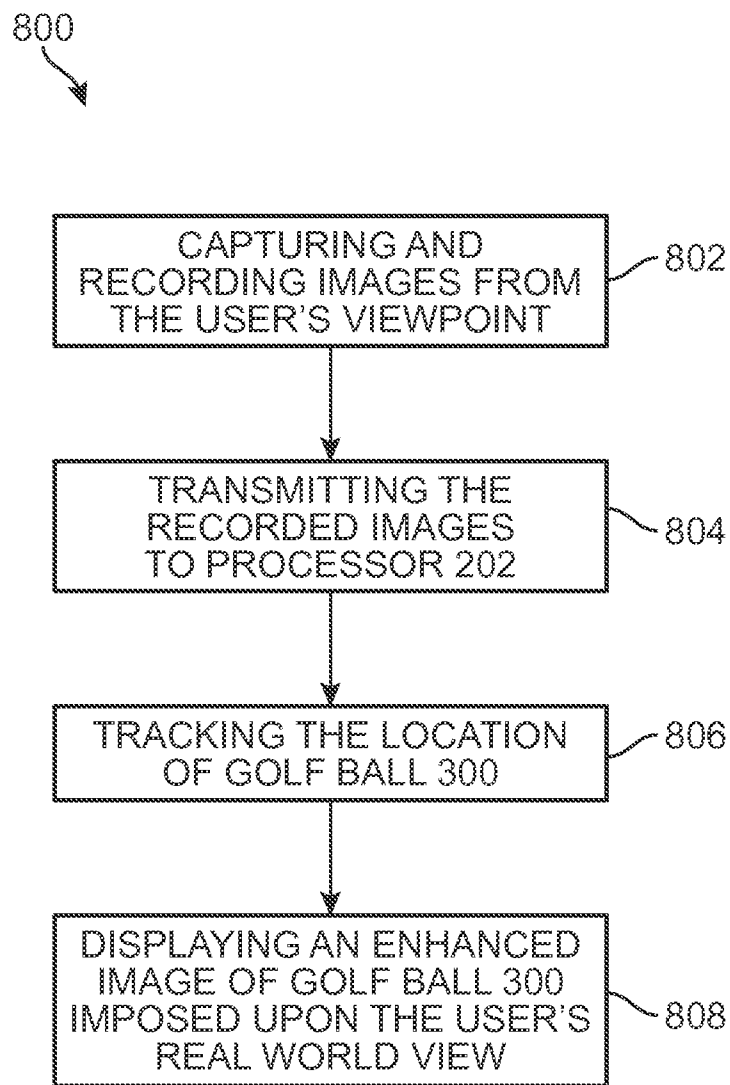 800
CAPTURING AND
RECORDING IMAGES FROM
THE USER'S VIEWPOINT
802
TRANSMITTING THE
RECORDED IMAGES
TO PROCESSOR 202
804
TRACKING THE LOCATION
OF GOLF BALL 300
806
DISPLAYING AN ENHANCED
IMAGE OF GOLF BALL 300
IMPOSED UPON THE USER'S
REAL WORLD VIEW
808